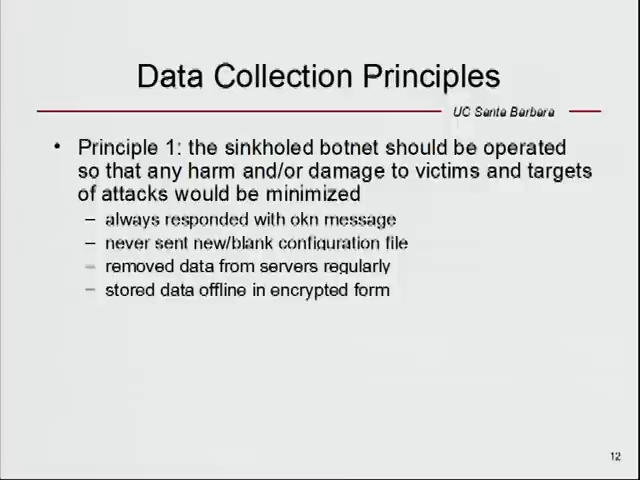 Data Collection Principles
UC Santa Barbara
• Principle 1: the sinkholed botnet should be operated
so that any harm and/or damage to victims and targets
of attacks would be minimized
– always responded with okn message
– never sent new/blank configuration file
– removed data from servers regularly
– stored data offline in encrypted form
12